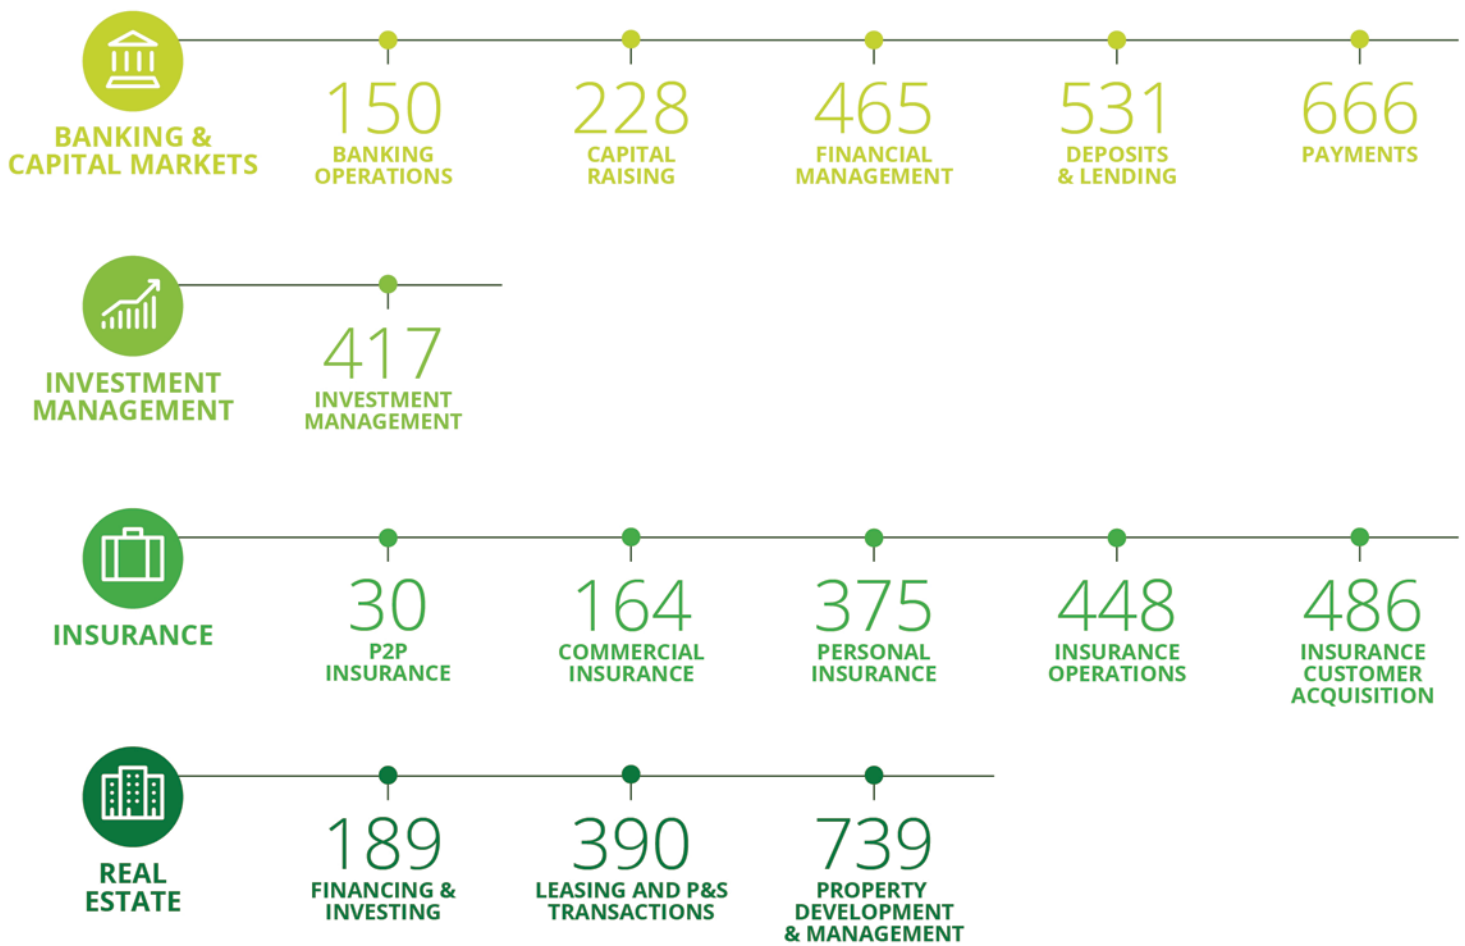 BANKING &
CAPITAL MARKETS
150
BANKING
OPERATIONS
228
CAPITAL
RAISING
465
FINANCIAL
MANAGEMENT
531
DEPOSITS
& LENDING
666
PAYMENTS
INVESTMENT
MANAGEMENT
417
INVESTMENT
MANAGEMENT
INSURANCE
30
P2P
INSURANCE
164
COMMERCIAL
INSURANCE
375
PERSONAL
INSURANCE
448
INSURANCE
OPERATIONS
486
INSURANCE
CUSTOMER
ACQUISITION
REAL
ESTATE
189
FINANCING &
INVESTING
390
LEASING AND P&S
TRANSACTIONS
739
PROPERTY
DEVELOPMENT
& MANAGEMENT